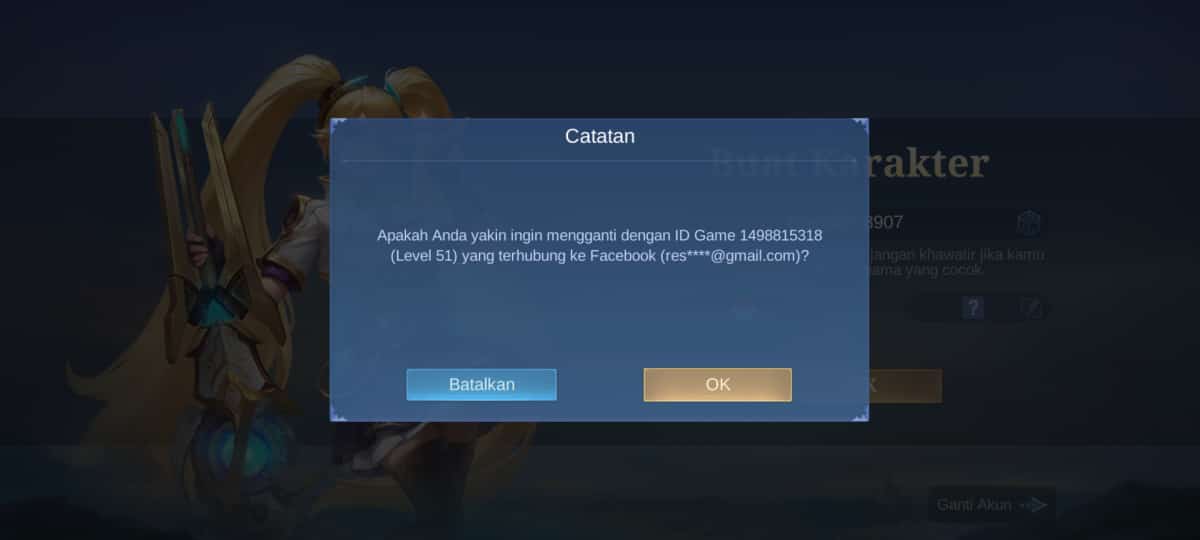 Catatan
Buat Karakter
Apakah Anda yakin ingin mengganti dengan ID Game 1498815318
(Level 51) yang terhubung ke Facebook (res****@gmail.com)?
3907
jangan khawatir jika kamu
nama yang cocok.
?
Batalkan
OK
K
Ganti Akun